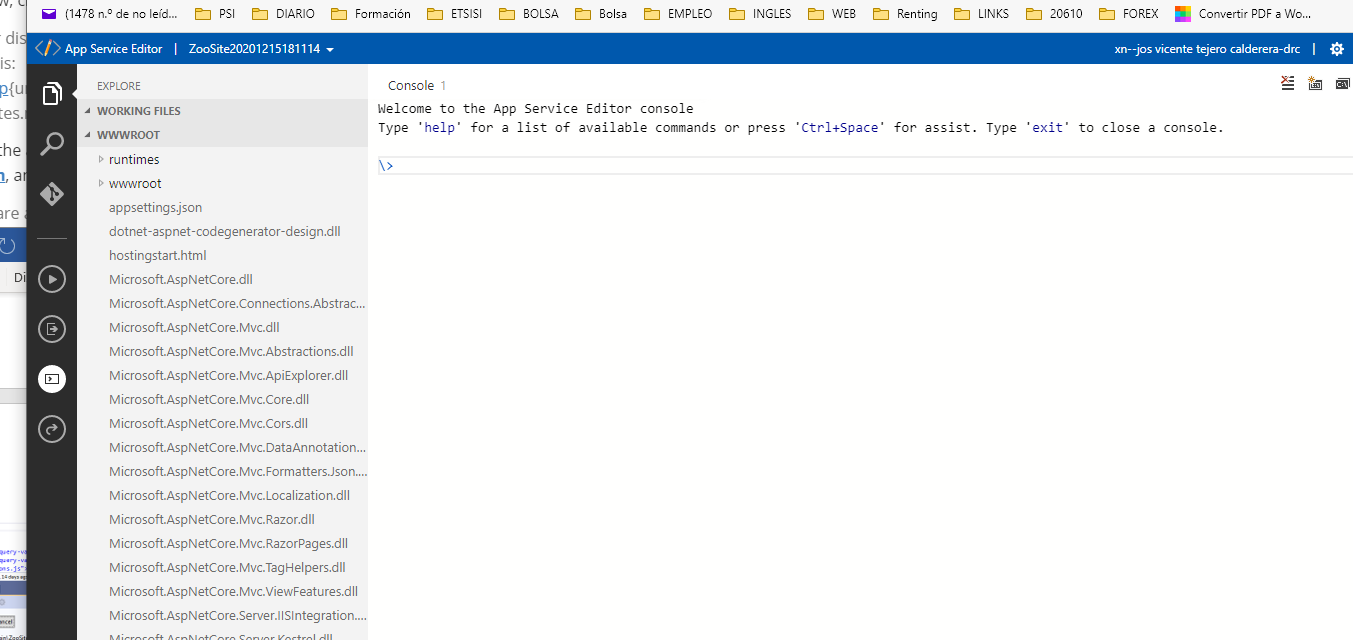 (1478 n.º de no leíd...
PSI
DIARIO
Formación
ETSISI
BOLSA
Bolsa
EMPLEO
INGLES
WEB
Renting
LINKS
20610
FOREX
Convertir PDF a Wo...
App Service Editor | ZooSite20201215181114
xn--jos vicente tejero calderera-drc |
EXPLORE
WORKING FILES
WWWROOT
runtimes
wwwroot
appsettings.json
dotnet-aspnet-codegenerator-design.dll
hostingstart.html
Microsoft.AspNetCore.dll
Microsoft.AspNetCore.Connections.Abstrac...
Microsoft.AspNetCore.Mvc.dll
Microsoft.AspNetCore.Mvc.Abstractions.dll
Microsoft.AspNetCore.Mvc.ApiExplorer.dll
Microsoft.AspNetCore.Mvc.Core.dll
Microsoft.AspNetCore.Mvc.Cors.dll
Microsoft.AspNetCore.Mvc.DataAnnotation...
Microsoft.AspNetCore.Mvc.Formatters.Json....
Microsoft.AspNetCore.Mvc.Localization.dll
Microsoft.AspNetCore.Mvc.Razor.dll
Microsoft.AspNetCore.Mvc.RazorPages.dll
Microsoft.AspNetCore.Mvc.TagHelpers.dll
Microsoft.AspNetCore.Mvc.ViewFeatures.dll
Microsoft.AspNetCore.Server.IISIntegration....
Microsoft.AspNetCore.Server.Kestrel.dll
Console 1
Welcome to the App Service Editor console
Type 'help' for a list of available commands or press 'Ctrl+Space' for assist. Type 'exit' to close a console.
\>